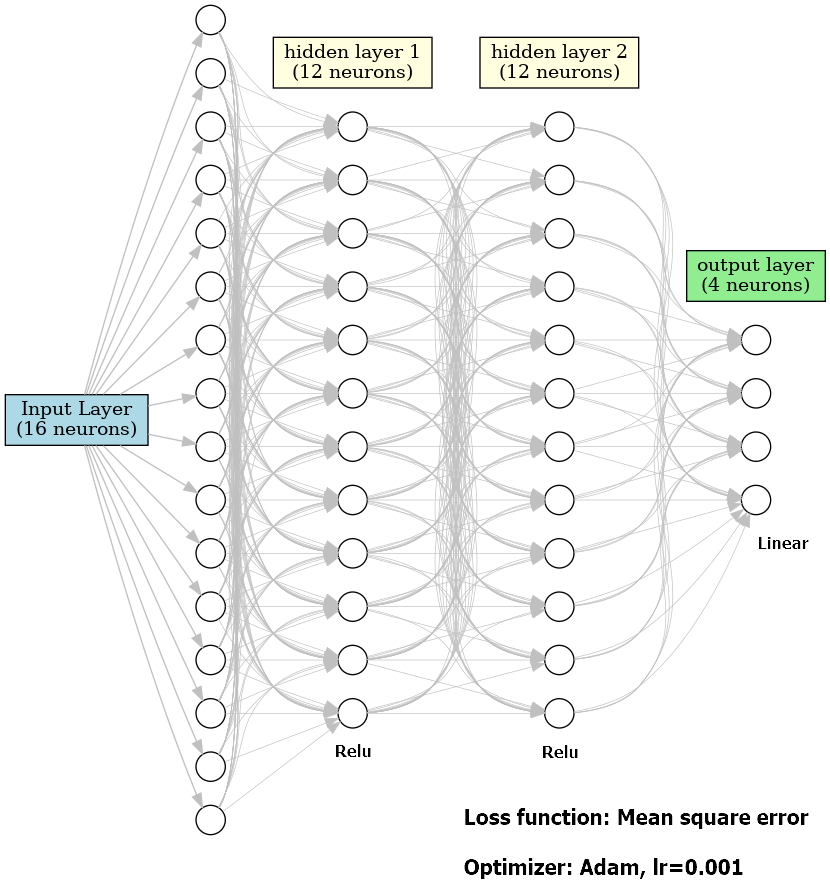 hidden layer 1
(12 neurons)
hidden layer 2
(12 neurons)
output layer
(4 neurons)
Input Layer
(16 neurons)
Linear
Relu
Relu
Loss function: Mean square error
Optimizer: Adam, lr=0.001